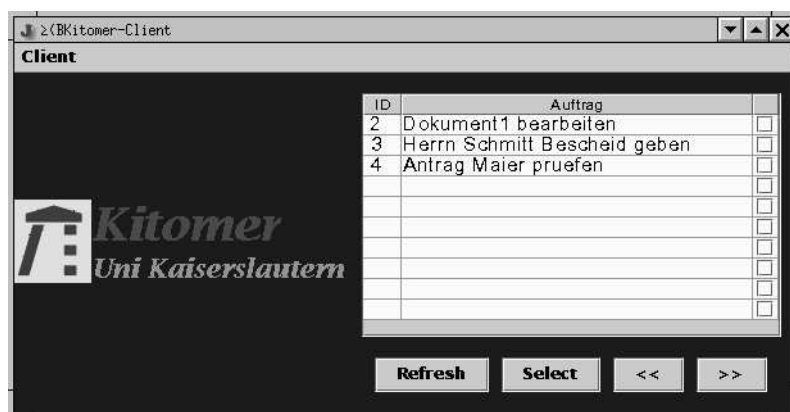 ≥(BKitomer-Client
Client
ID Auftrag
2 Dokument1 bearbeiten
3 Herrn Schmitt Bescheid geben
4 Antrag Maier pruefen
Kitomer
Uni Kaiserslautern
Refresh Select << >>